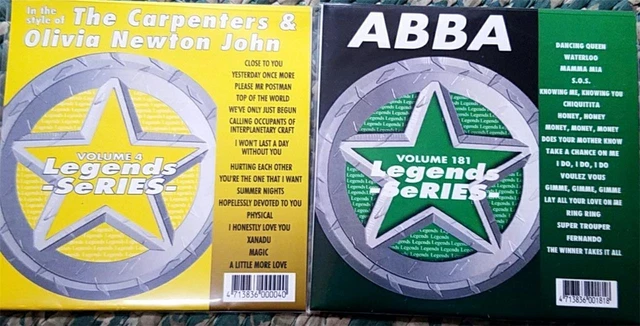 In the
style of
The Carpenters &
Olivia Newton John
CLOSE TO YOU
YESTERDAY ONCE MORE
PLEASE MR POSTMAN
TOP OF THE WORLD
WE'VE ONLY JUST BEGUN
CALLING OCCUPANTS OF
INTERPLANETARY CRAFT
I WON'T LAST A DAY
WITHOUT YOU
HURTING EACH OTHER
YOU'RE THE ONE THAT I WANT
SUMMER NIGHTS
HOPELESSLY DEVOTED TO YOU
PHYSICAL
I HONESTLY LOVE YOU
XANADU
MAGIC
A LITTLE MORE LOVE
VOLUME 4
Legends
-SeRIES-
4 713836 000040
ABBA
DANCING QUEEN
WATERLOO
MAMMA MIA
S.O.S.
KNOWING ME, KNOWING YOU
CHIQUITITA
HONEY, HONEY
MONEY, MONEY, MONEY
DOES YOUR MOTHER KNOW
TAKE A CHANCE ON ME
I DO, I DO, I DO
VOULEZ VOUS
GIMME, GIMME, GIMME
LAY ALL YOUR LOVE ON ME
RING RING
SUPER TROUPER
FERNANDO
THE WINNER TAKES IT ALL
VOLUME 181
Legends
-SeRIES-
4 713836 001818